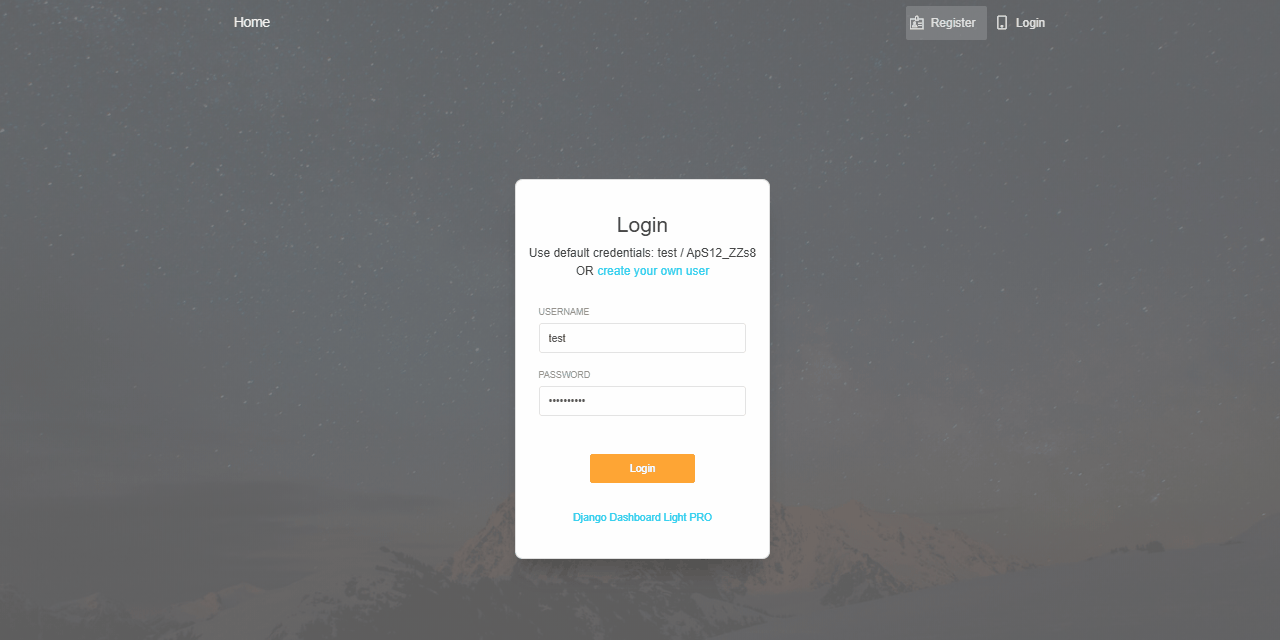 Home
Register
Login
Login
Use default credentials: test / ApS12_ZZs8
OR create your own user
USERNAME
test
PASSWORD
••••••••••
Login
Django Dashboard Light PRO